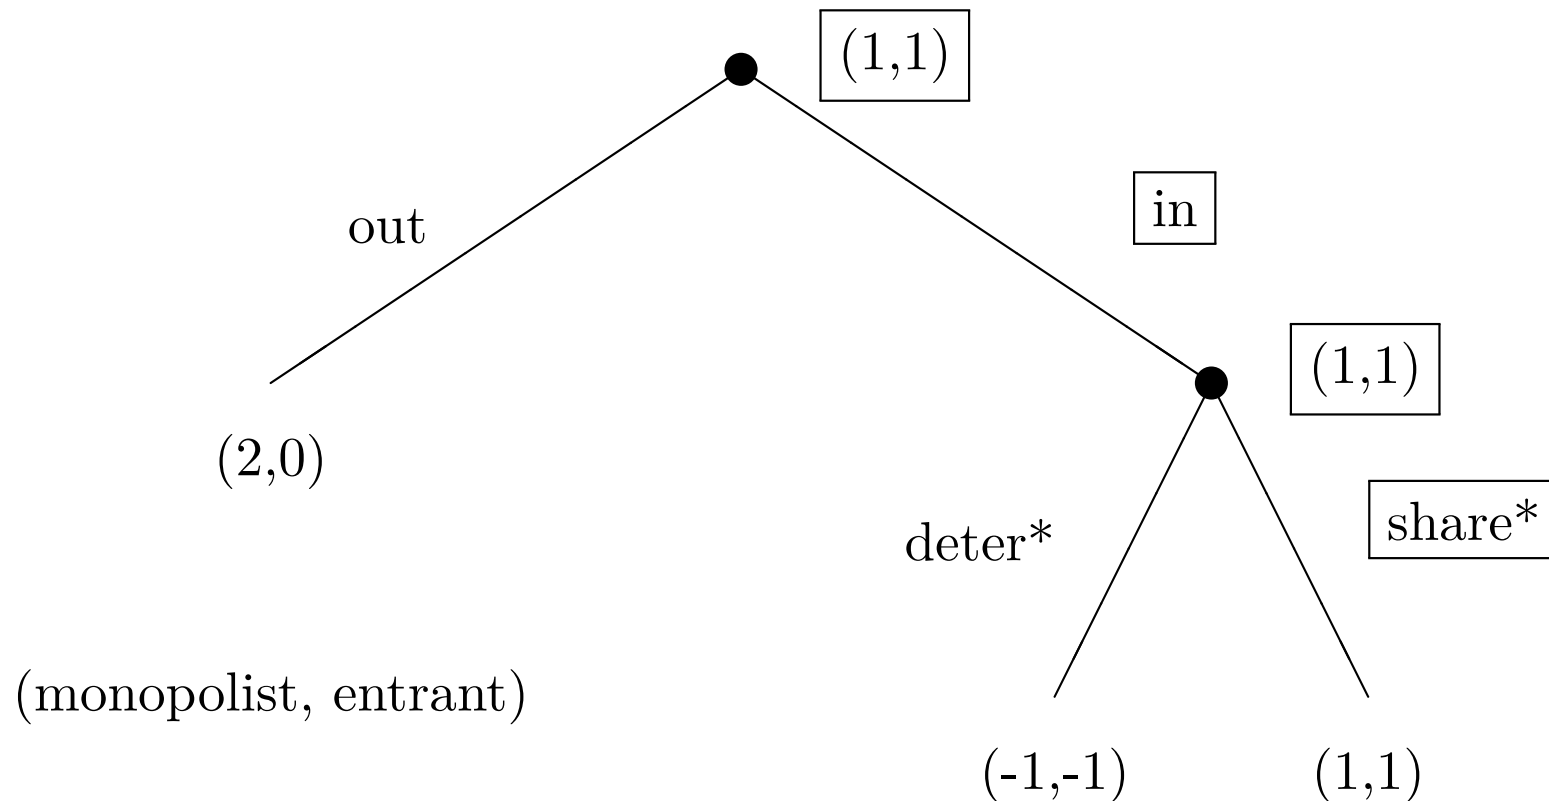 (1,1)
in
out
(1,1)
(2,0)
share*
deter*
(monopolist, entrant)
(-1,-1)
(1,1)